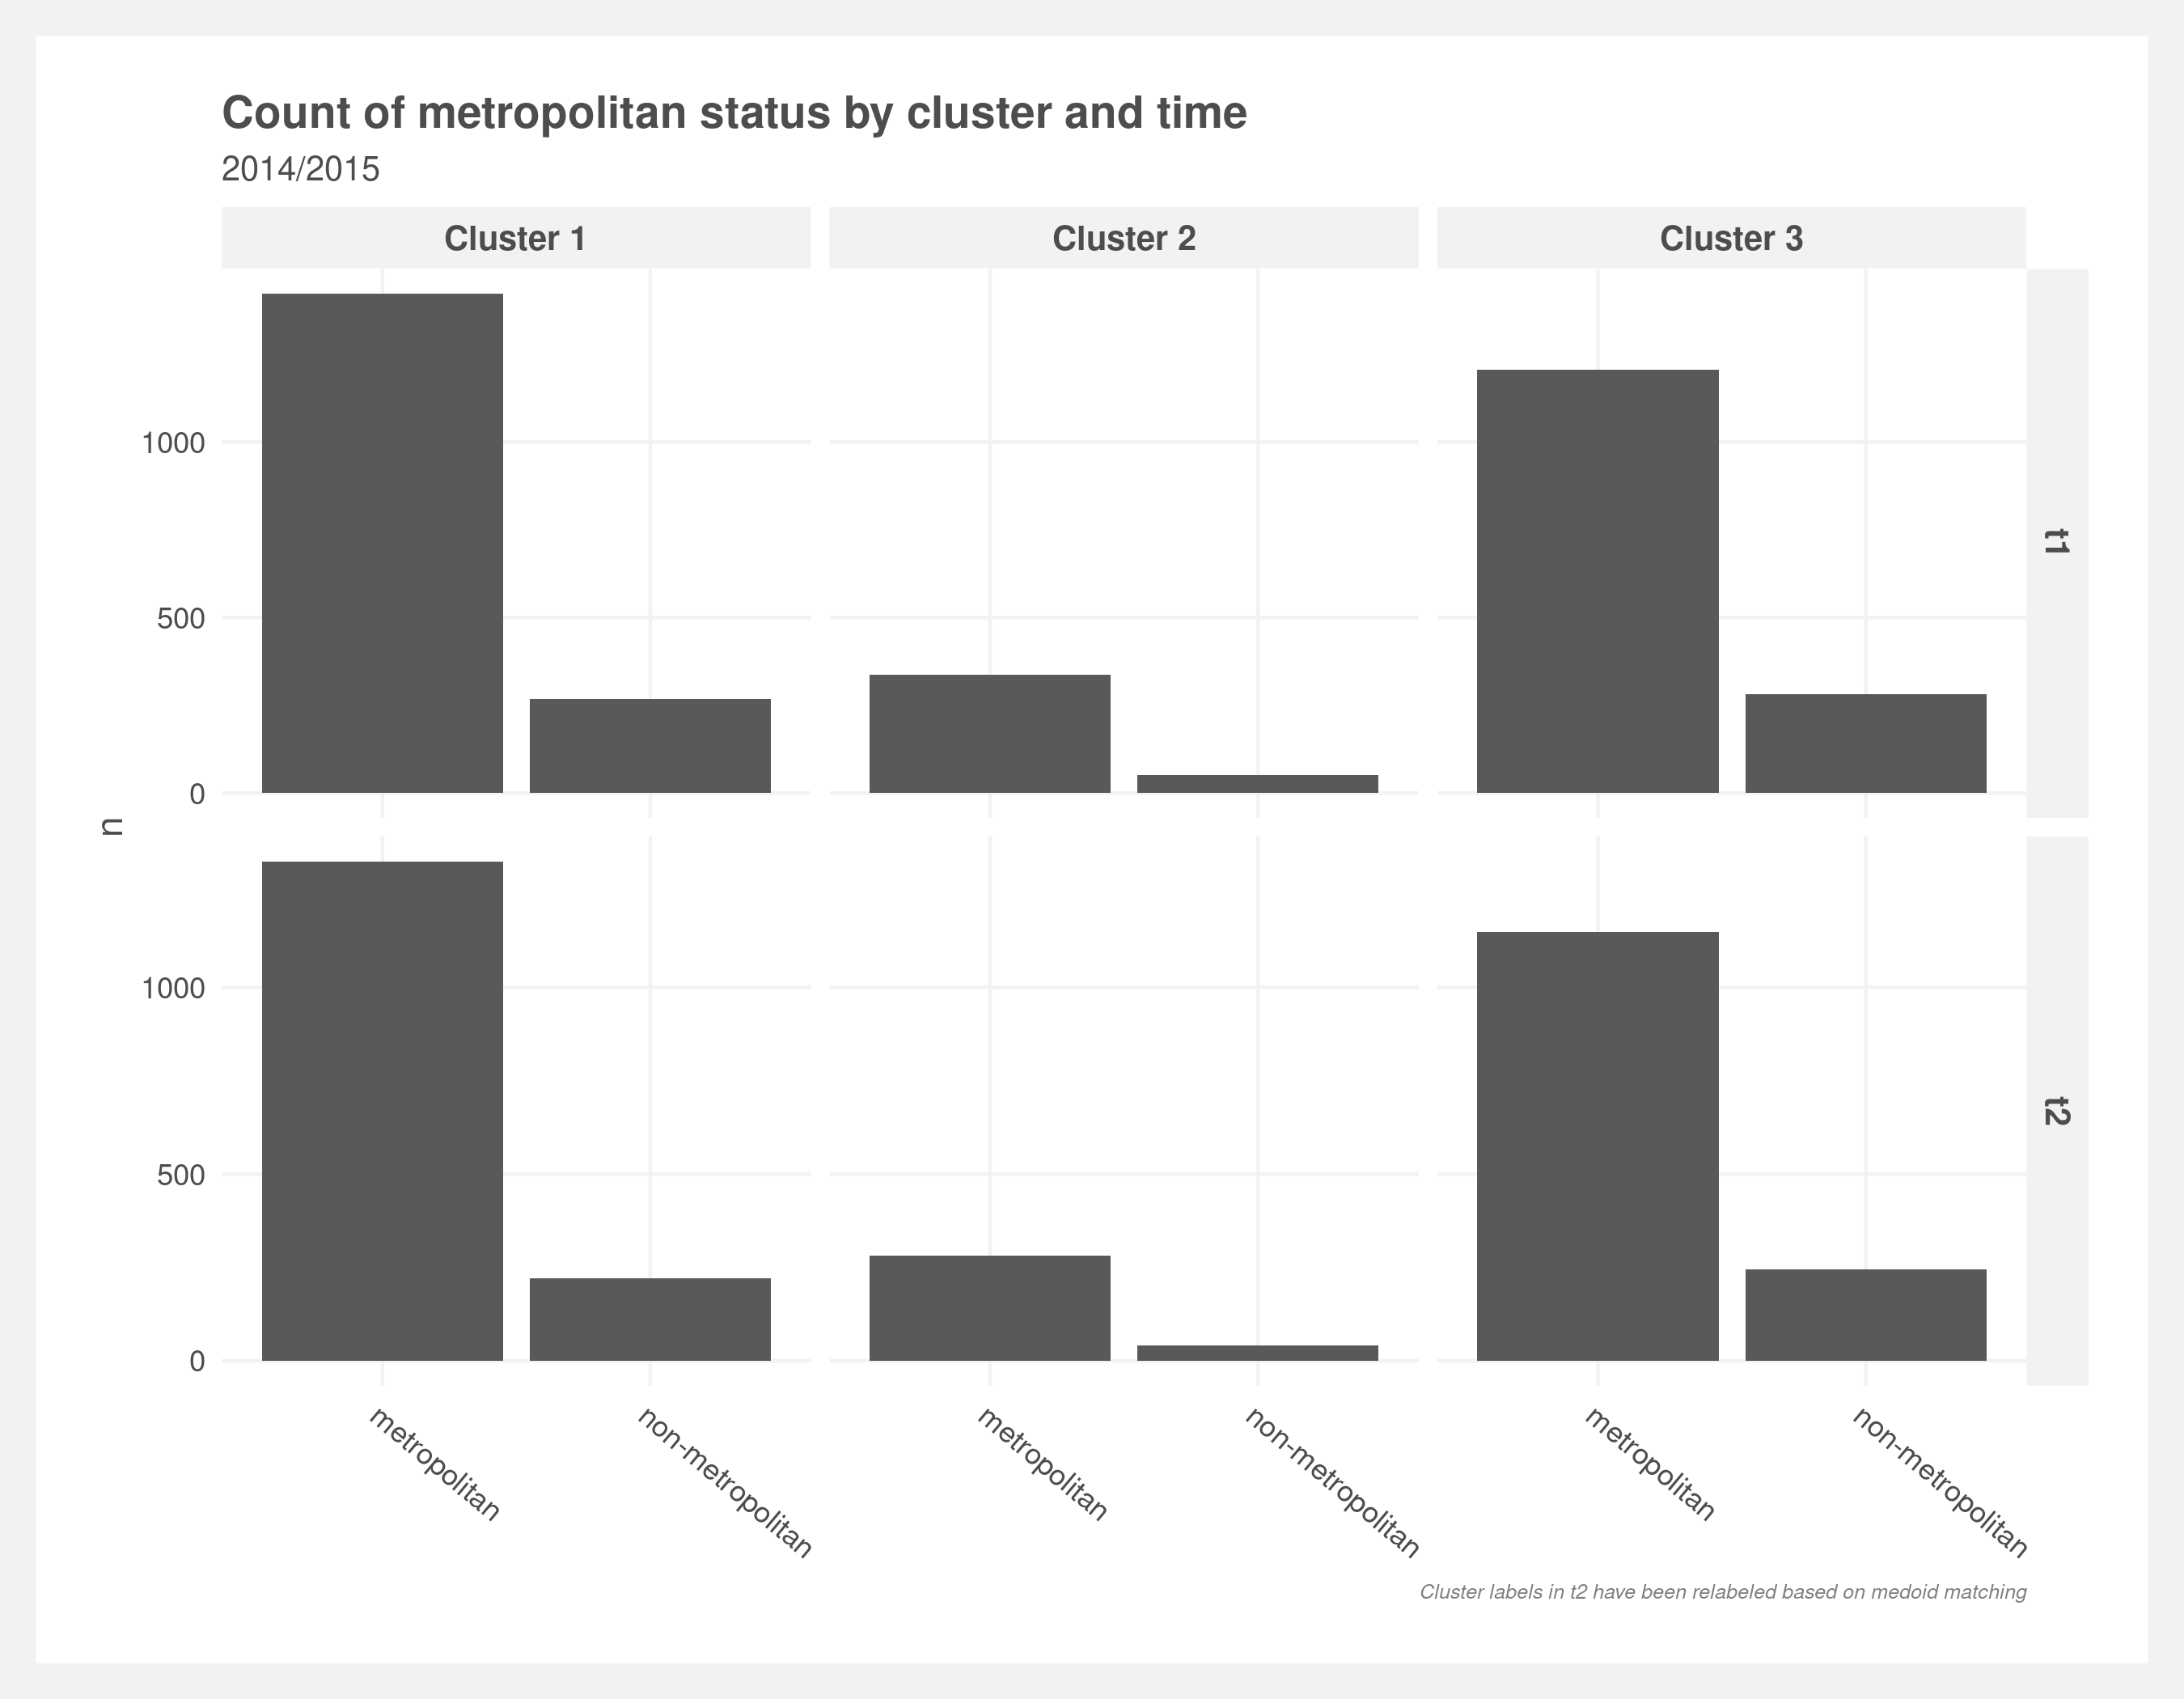 Count of metropolitan status by cluster and time
2014/2015
Cluster 1
Cluster 2
Cluster 3
1000
500
0
t1
n
1000
500
0
t2
metropolitan
non-metropolitan
metropolitan
non-metropolitan
metropolitan
non-metropolitan
Cluster labels in t2 have been relabeled based on medoid matching